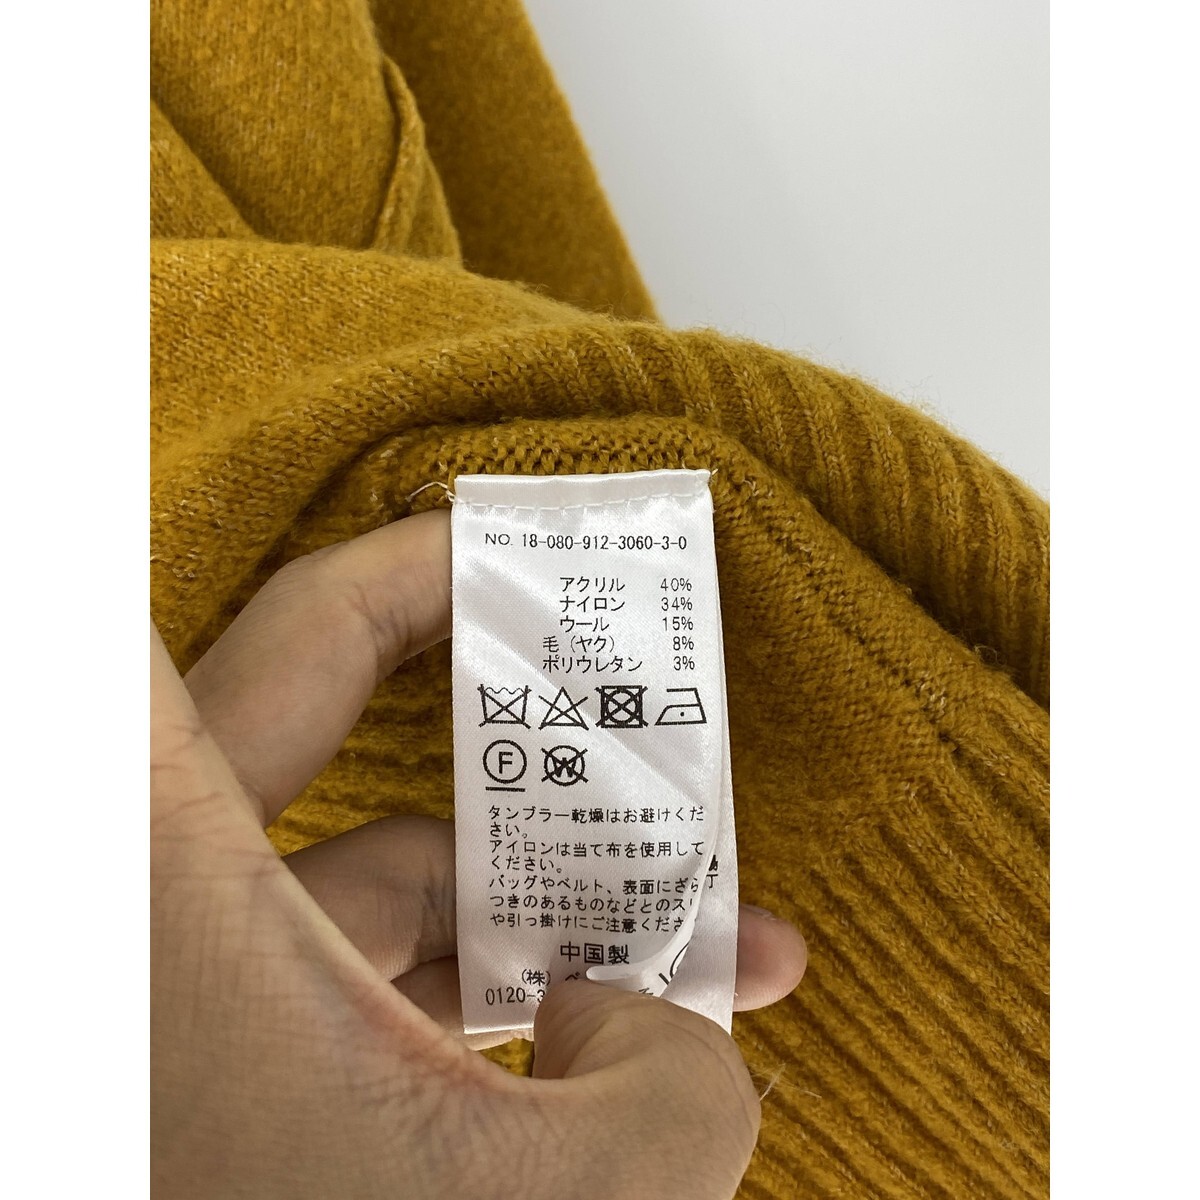 NO. 18-080-912-3060-3-0
アクリル 40%
ナイロン 34%
ウール 15%
毛(ヤク) 8%
ポリウレタン 3%
F
W
タンブラー乾燥はお避けくだ
さい。
アイロンは当て布を使用して
ください。
バッグやベルト、表面にざら
つきのあるものなどとのス
や引っ掛けにご注意くださ
中国製
(株)
0120-